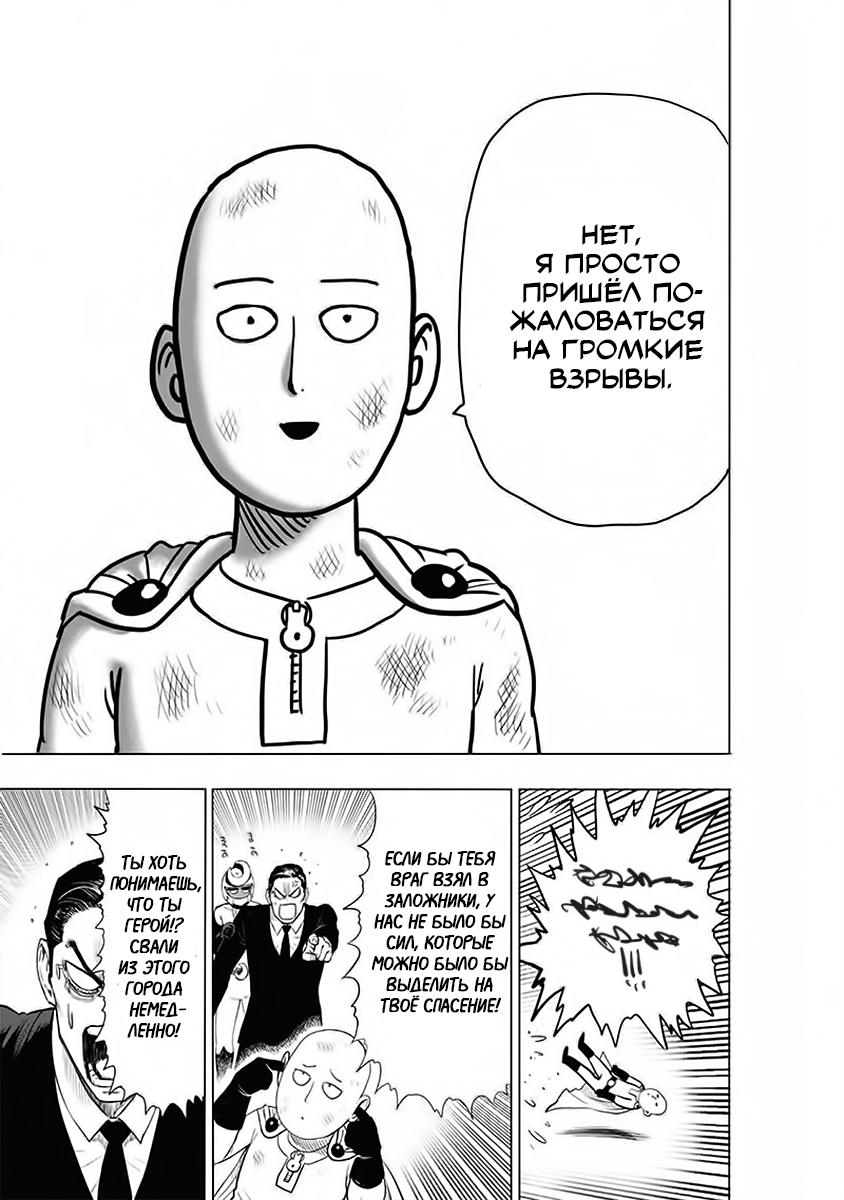 НЕТ,
Я ПРОСТО
ПРИШЁЛ ПО-
ЖАЛОВАТЬСЯ
НА ГРОМКИЕ
ВЗРЫВЫ.
!!!
ЕСЛИ БЫ ТЕБЯ
ВРАГ ВЗЯЛ В
ЗАЛОЖНИКИ, У
НАС НЕ БЫЛО БЫ
СИЛ, КОТОРЫЕ
МОЖНО БЫЛО БЫ
ВЫДЕЛИТЬ НА
ТВОЁ СПАСЕНИЕ!
ТЫ ХОТЬ
ПОНИМАЕШЬ,
ЧТО ТЫ
ГЕРОЙ!?
СВАЛИ
ИЗ ЭТОГО
ГОРОДА
НЕМЕД-
ЛЕННО!